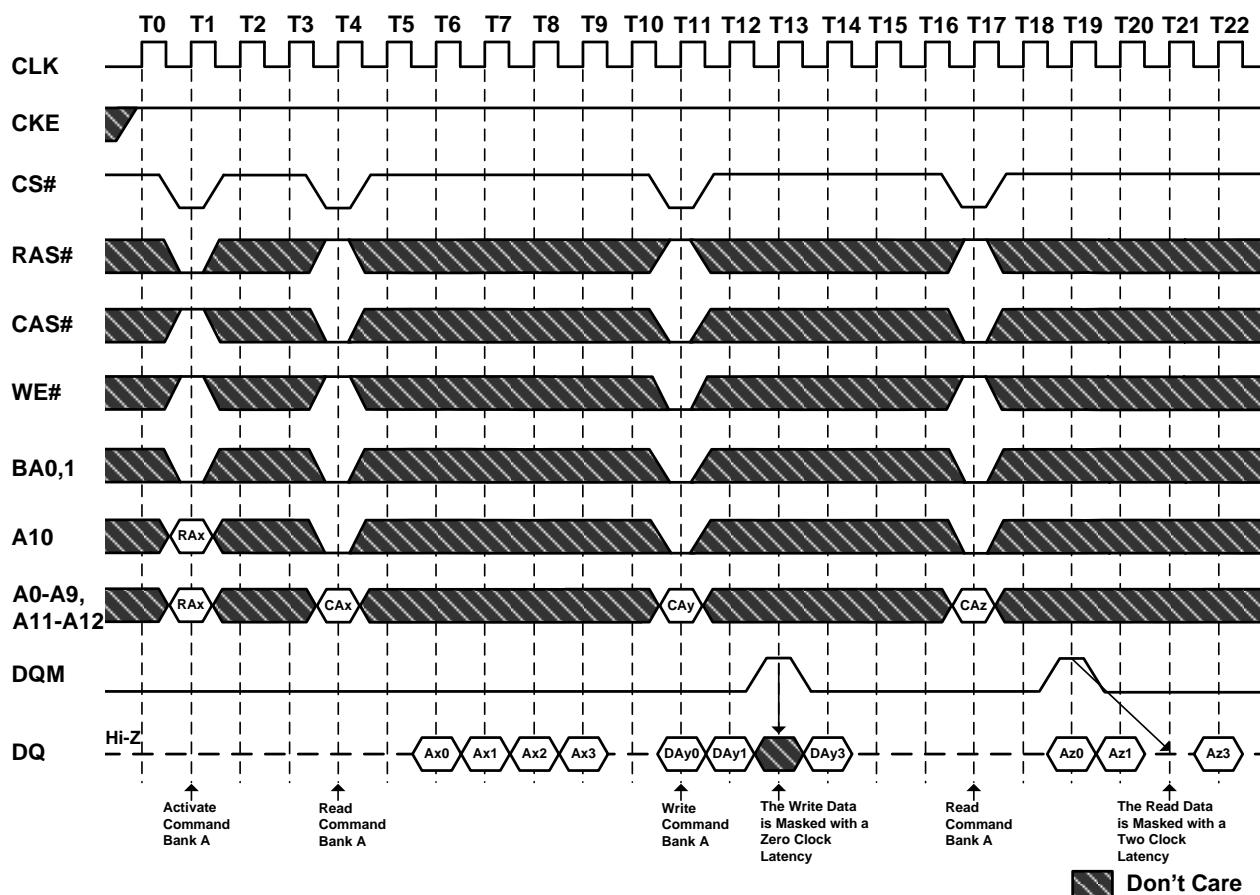 T0 T1 T2 T3 T4 T5 T6 T7 T8 T9 T10 T11 T12 T13 T14 T15 T16 T17 T18 T19 T20 T21 T22
CLK
CKE
CS#
RAS#
CAS#
WE#
BA0,1
A10
RAx
A0-A9,
A11-A12
RAx CAx CAy CAz
DQM
DQ
Hi-Z
Ax0 Ax1 Ax2 Ax3 DAy0 DAy1 DAy3 Az0 Az1 Az3
Activate
Command
Bank A
Read
Command
Bank A
Write
Command
Bank A
The Write Data
is Masked with a
Zero Clock
Latency
Read
Command
Bank A
The Read Data
is Masked with a
Two Clock
Latency
Don't Care